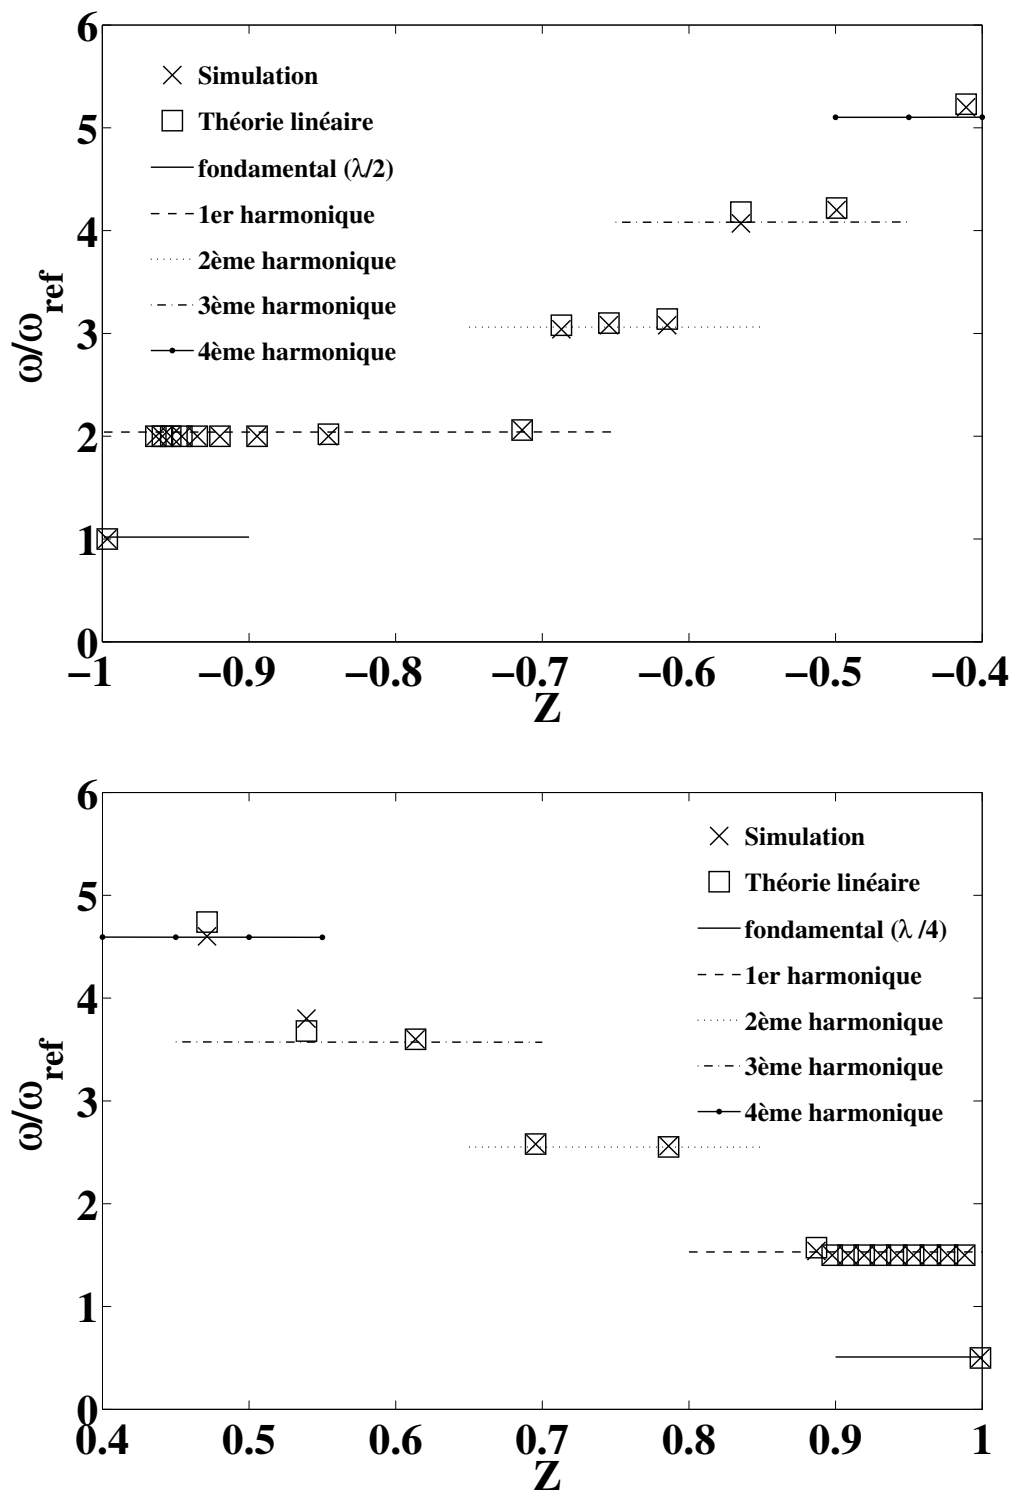 6
5
4
3
2
1
0
ω/ω_ref
Simulation
Théorie linéaire
fondamental (λ/2)
1er harmonique
2ème harmonique
3ème harmonique
4ème harmonique
−1 −0.9 −0.8 −0.7 −0.6 −0.5 −0.4
Z
6
5
4
3
2
1
0
ω/ω_ref
Simulation
Théorie linéaire
fondamental (λ /4)
1er harmonique
2ème harmonique
3ème harmonique
4ème harmonique
0.4 0.5 0.6 0.7 0.8 0.9 1
Z